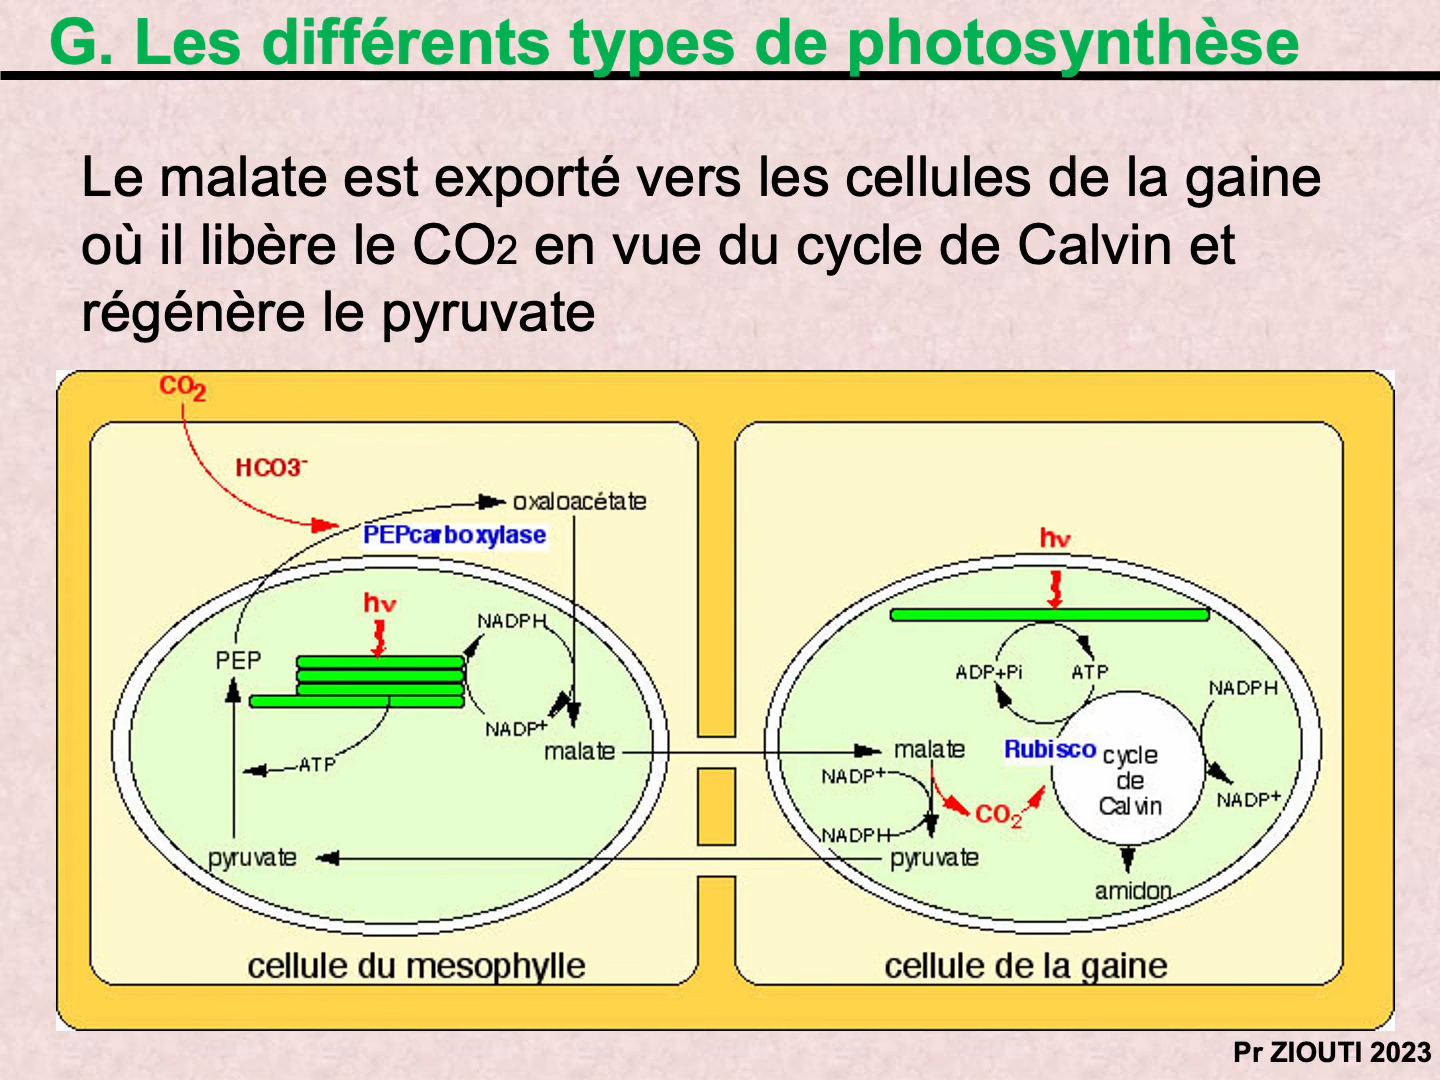 G. Les différents types de photosynthèse
Le malate est exporté vers les cellules de la gaine
où il libère le CO2 en vue du cycle de Calvin et
régénère le pyruvate
CO2
HCO3-
oxaloacétate
PEPcarboxylase
hν
NADPH
PEP
NADP+
malate
ATP
pyruvate
cellule du mesophylle
hν
ADP+Pi
ATP
NADPH
malate
Rubisco
cycle
de
Calvin
NADP+
CO2
NADP+
NADPH
pyruvate
amidon
cellule de la gaine
Pr ZIOUTI 2023